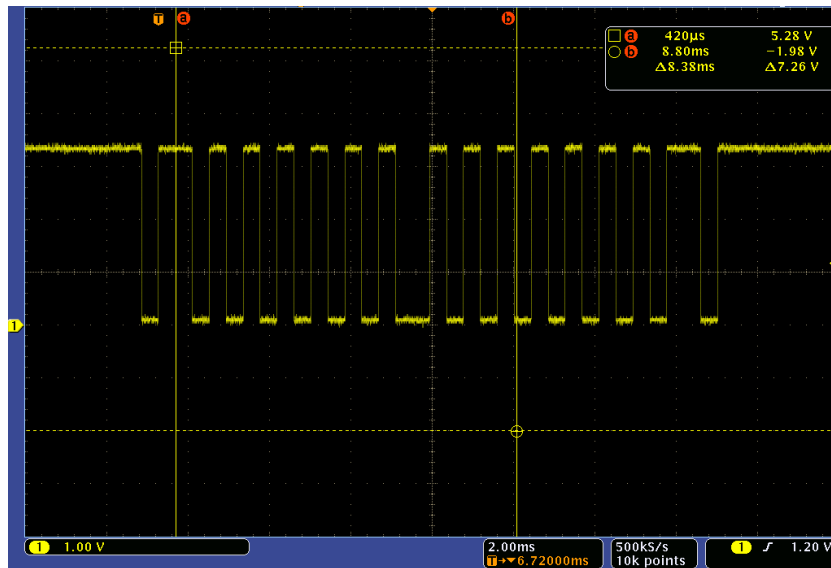 T a b
a 420µs 5.28 V
b 8.80ms −1.98 V
Δ8.38ms Δ7.26 V
1
1 1.00 V
2.00ms
T→▼6.72000ms
500kS/s
10k points
1 ∫ 1.20 V